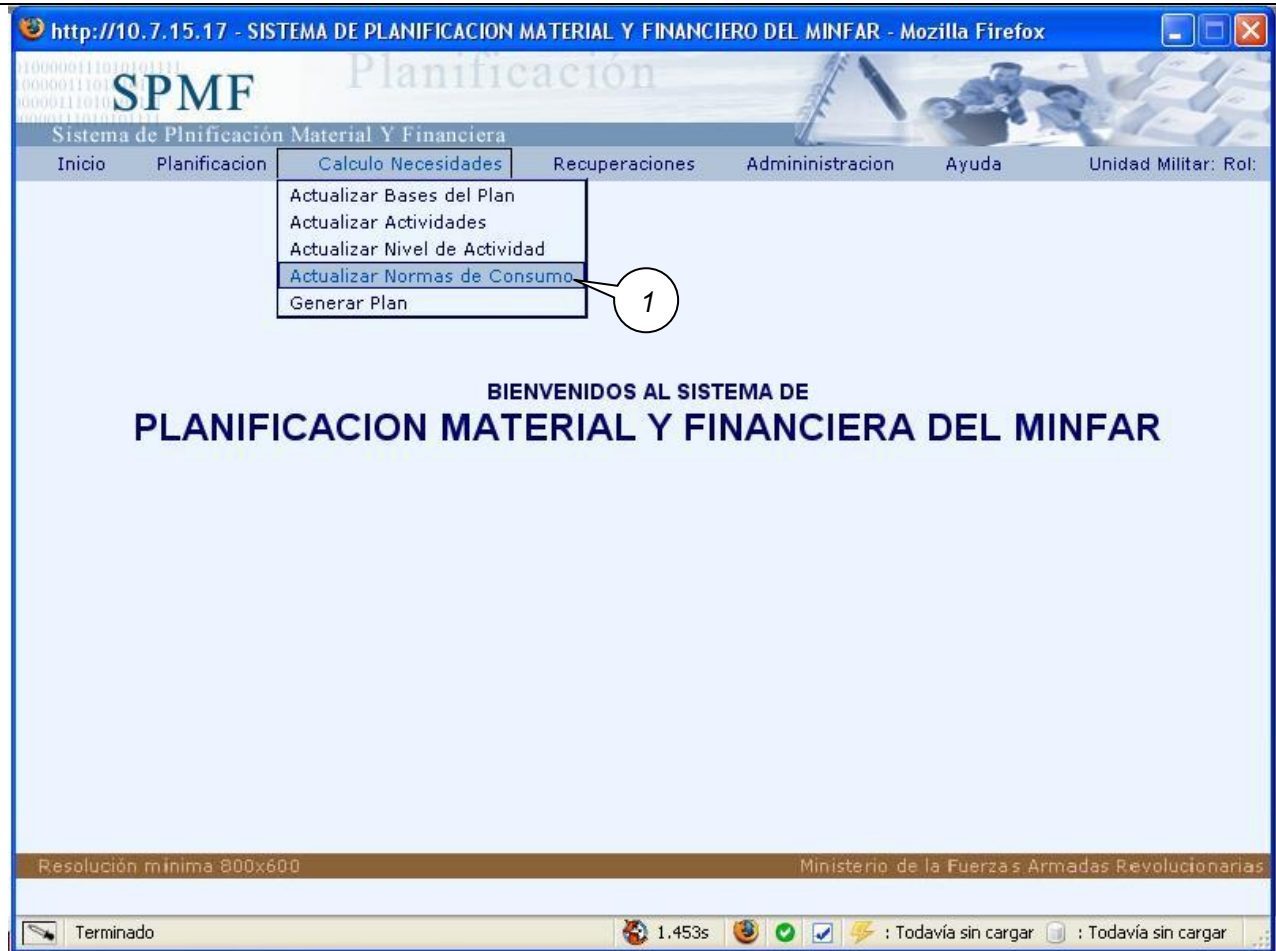 http://10.7.15.17 - SISTEMA DE PLANIFICACION MATERIAL Y FINANCIERO DEL MINFAR - Mozilla Firefox
Planificación
SPMF
Sistema de Plnificación Material Y Financiera
Inicio Planificacion Calculo Necesidades Recuperaciones Admininistracion Ayuda Unidad Militar: Rol:
Actualizar Bases del Plan
Actualizar Actividades
Actualizar Nivel de Actividad
Actualizar Normas de Consumo
1
Generar Plan
BIENVENIDOS AL SISTEMA DE
PLANIFICACION MATERIAL Y FINANCIERA DEL MINFAR
Resolución minima 800x600 Ministerio de la Fuerzas Armadas Revolucionarias
Terminado 1.453s : Todavía sin cargar : Todavía sin cargar